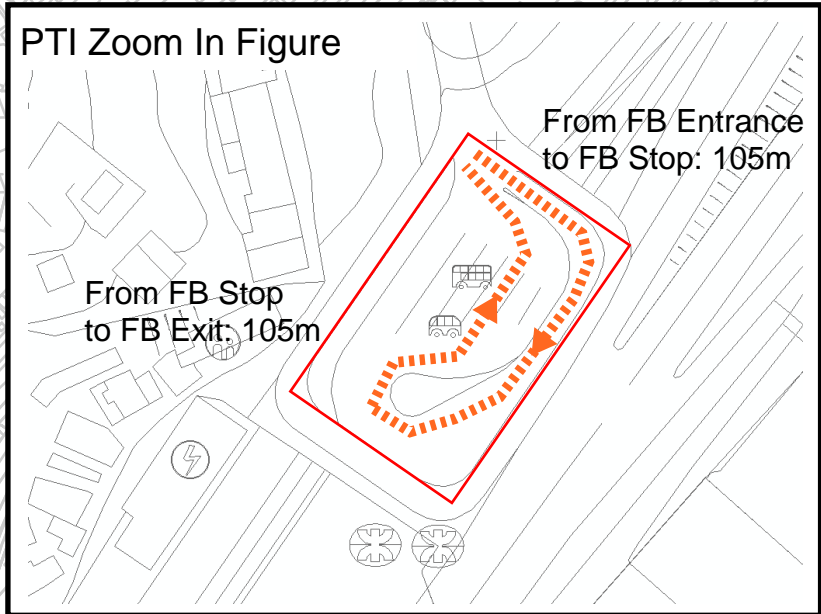 PTI Zoom In Figure
From FB Entrance
to FB Stop: 105m
From FB Stop
to FB Exit: 105m